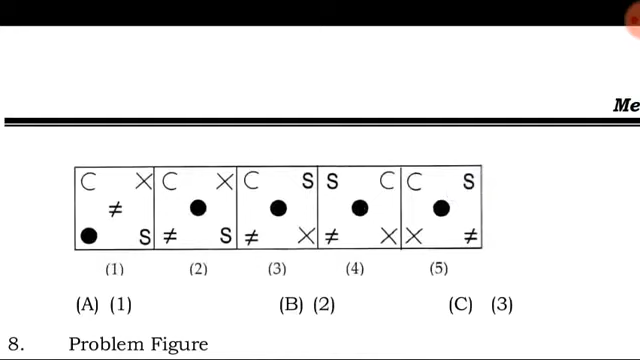 Me
C X C X C S S C C S
≠ ● ● ● ●
● S ≠ S ≠ X ≠ X X ≠
(1) (2) (3) (4) (5)
(A) (1) (B) (2) (C) (3)
8. Problem Figure